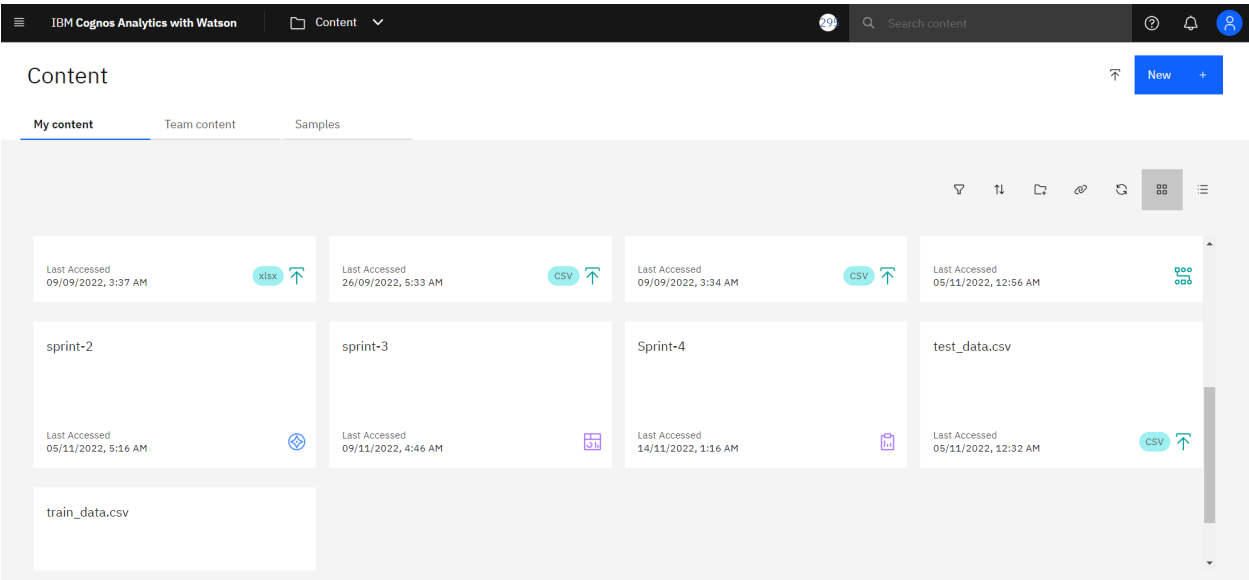 IBM Cognos Analytics with Watson
Content
295
Search content
Content
New +
My content
Team content
Samples
Last Accessed
09/09/2022, 3:37 AM
xlsx
Last Accessed
26/09/2022, 5:33 AM
CSV
Last Accessed
09/09/2022, 3:34 AM
CSV
Last Accessed
05/11/2022, 12:56 AM
sprint-2
Last Accessed
05/11/2022, 5:16 AM
sprint-3
Last Accessed
09/11/2022, 4:46 AM
Sprint-4
Last Accessed
14/11/2022, 1:16 AM
test_data.csv
Last Accessed
05/11/2022, 12:32 AM
CSV
train_data.csv